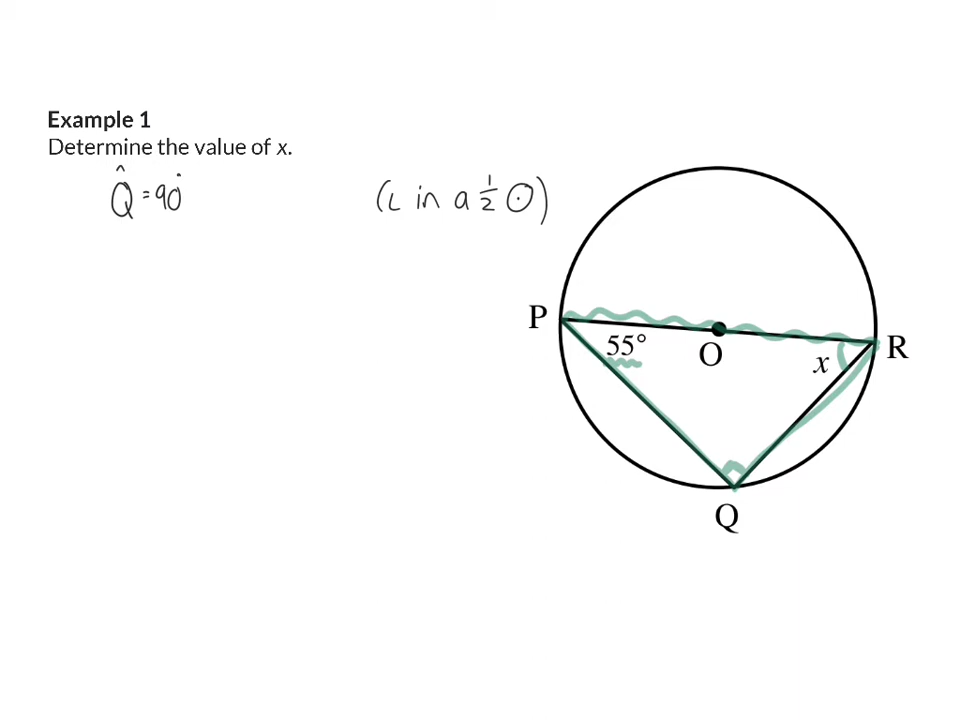 Example 1
Determine the value of x.
Q̂ = 90° (∠ in a ½ ⊙)
P
55°
O
x
R
Q